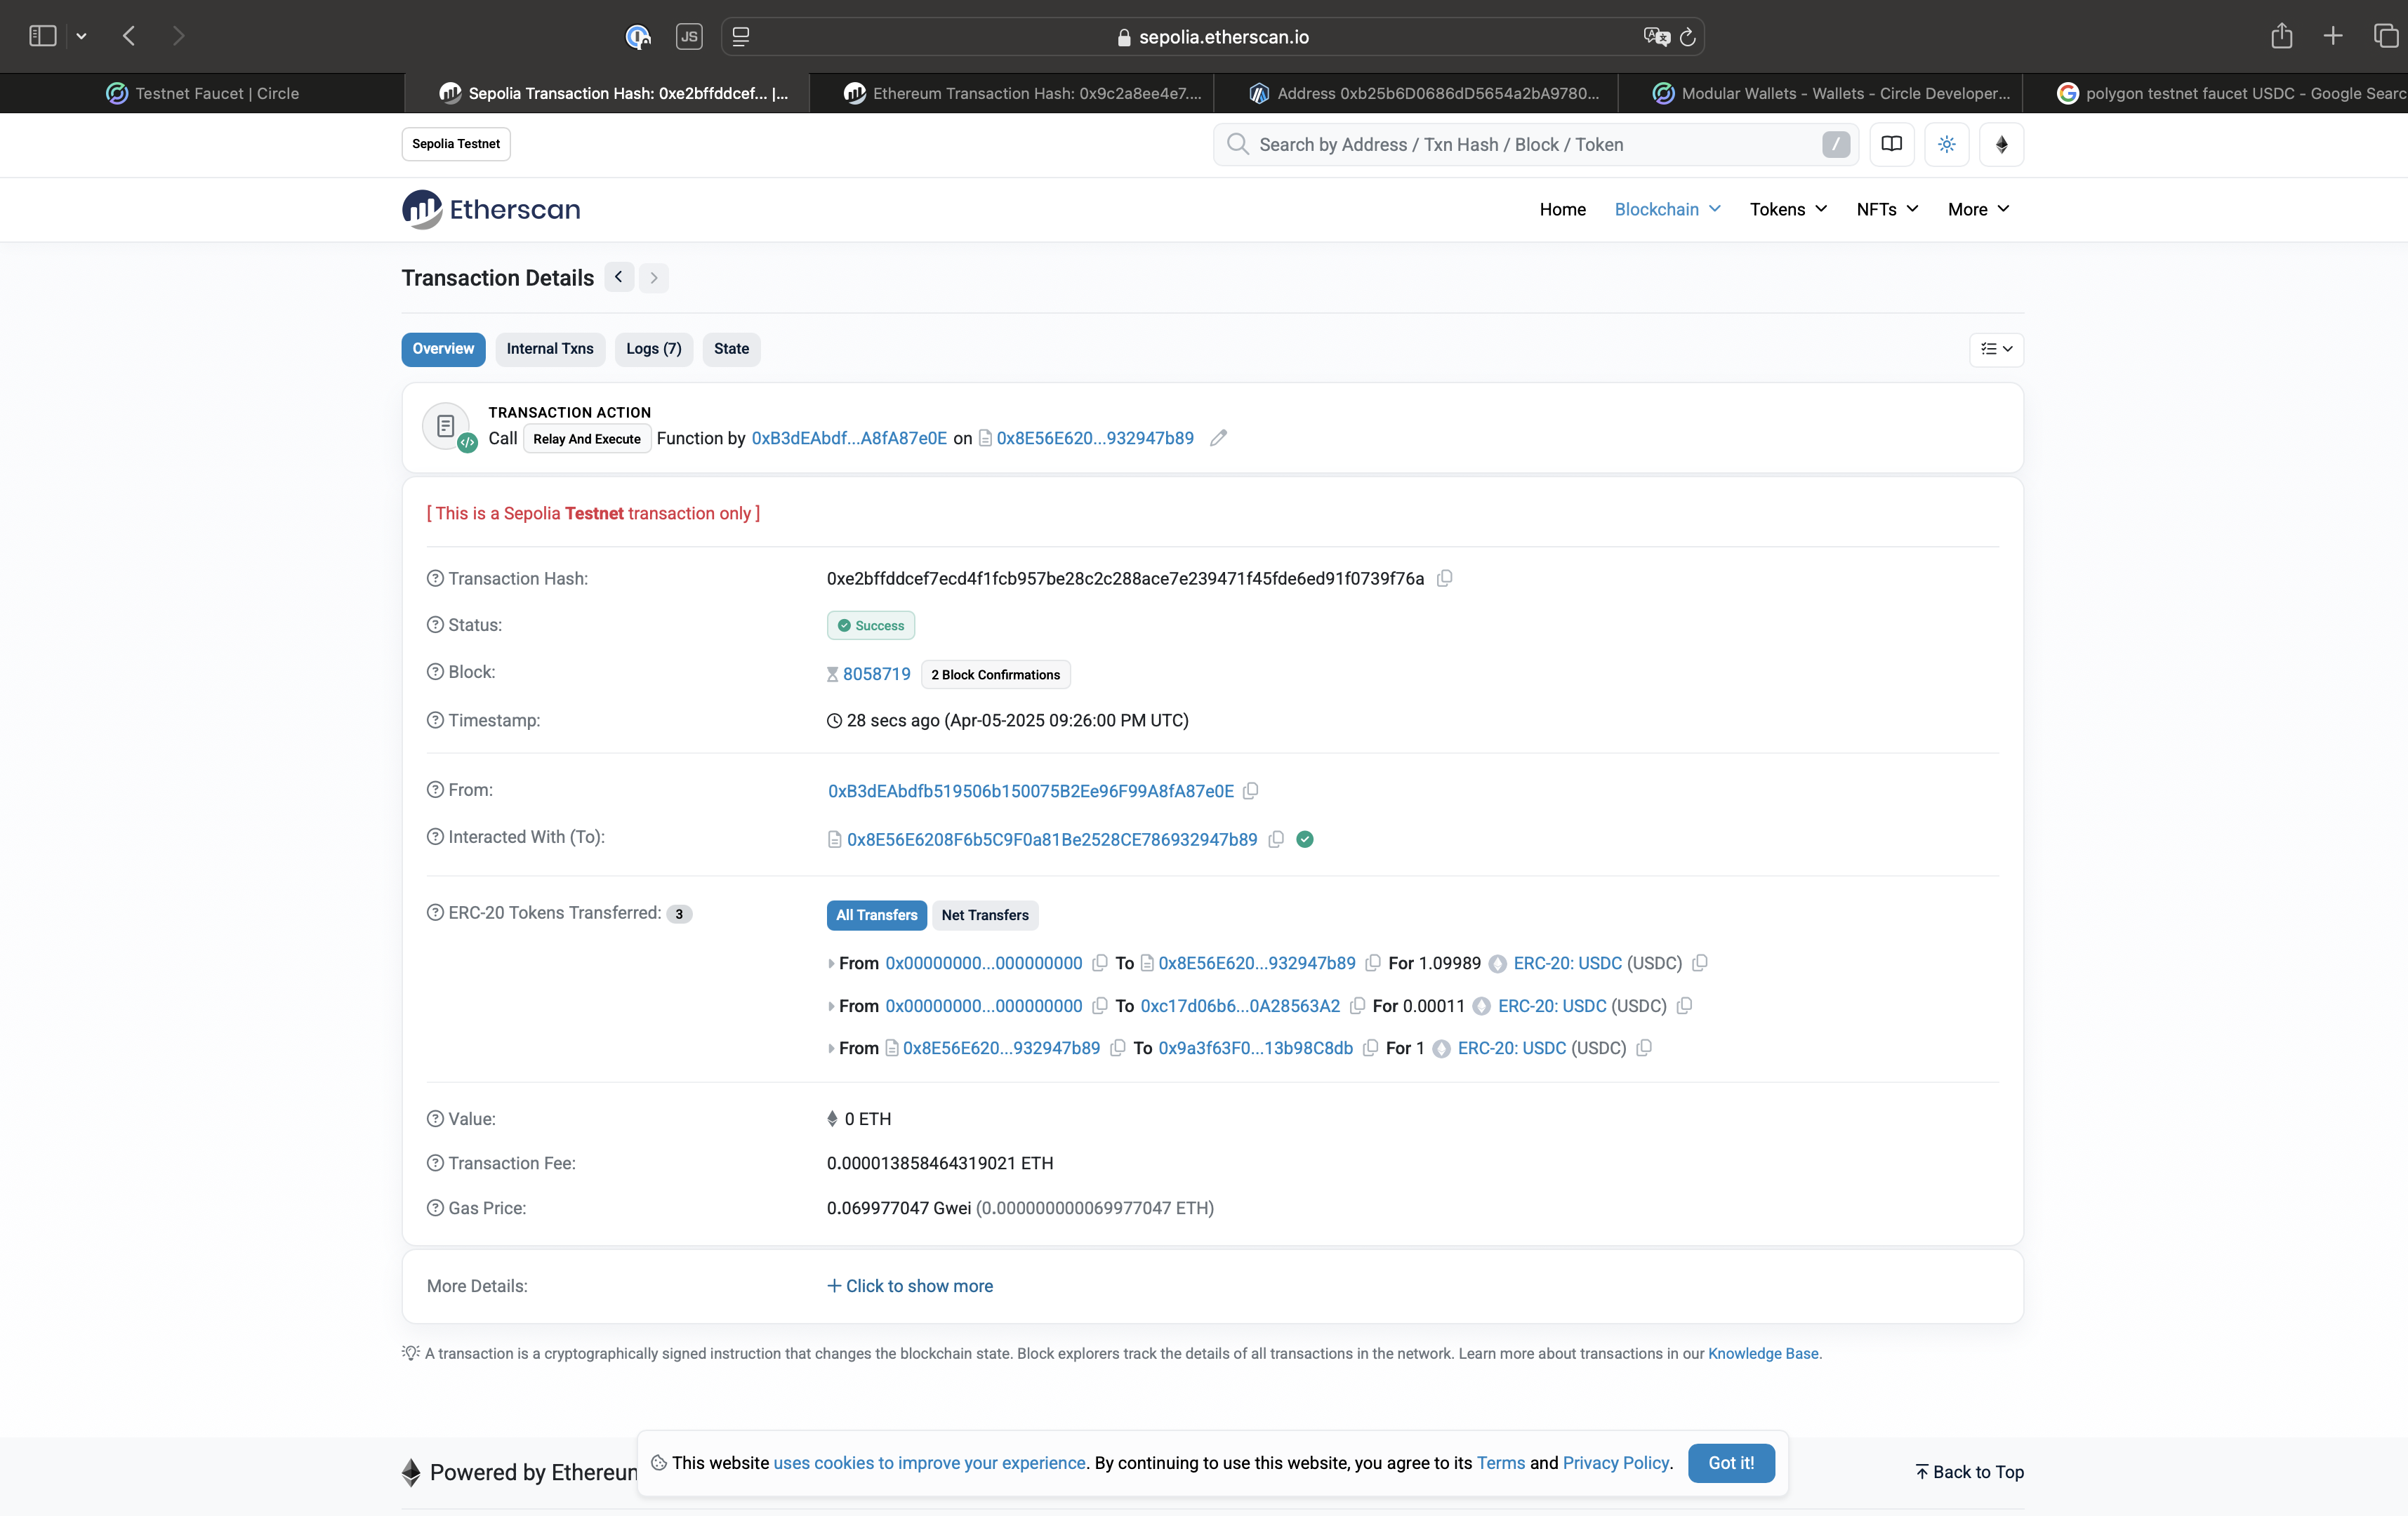 JS
sepolia.etherscan.io
Testnet Faucet | Circle
Sepolia Transaction Hash: 0xe2bffddcef... |...
Ethereum Transaction Hash: 0x9c2a8ee4e7....
Address 0xb25b6D0686dD5654a2bA9780...
Modular Wallets - Wallets - Circle Developer...
polygon testnet faucet USDC - Google Searc
Sepolia Testnet
Search by Address / Txn Hash / Block / Token
/
Etherscan
Home
Blockchain
Tokens
NFTs
More
Transaction Details
Overview
Internal Txns
Logs (7)
State
TRANSACTION ACTION
Call Relay And Execute Function by 0xB3dEAbdf...A8fA87e0E on 0x8E56E620...932947b89
[ This is a Sepolia Testnet transaction only ]
Transaction Hash: 0xe2bffddcef7ecd4f1fcb957be28c2c288ace7e239471f45fde6ed91f0739f76a
Status: Success
Block: 8058719 2 Block Confirmations
Timestamp: 28 secs ago (Apr-05-2025 09:26:00 PM UTC)
From: 0xB3dEAbdfb519506b150075B2Ee96F99A8fA87e0E
Interacted With (To): 0x8E56E6208F6b5C9F0a81Be2528CE786932947b89
ERC-20 Tokens Transferred: 3 All Transfers Net Transfers
From 0x00000000...000000000 To 0x8E56E620...932947b89 For 1.09989 ERC-20: USDC (USDC)
From 0x00000000...000000000 To 0xc17d06b6...0A28563A2 For 0.00011 ERC-20: USDC (USDC)
From 0x8E56E620...932947b89 To 0x9a3f63F0...13b98C8db For 1 ERC-20: USDC (USDC)
Value: 0 ETH
Transaction Fee: 0.000013858464319021 ETH
Gas Price: 0.069977047 Gwei (0.000000000069977047 ETH)
More Details: + Click to show more
A transaction is a cryptographically signed instruction that changes the blockchain state. Block explorers track the details of all transactions in the network. Learn more about transactions in our Knowledge Base.
Powered by Ethereum
This website uses cookies to improve your experience. By continuing to use this website, you agree to its Terms and Privacy Policy.
Got it!
Back to Top